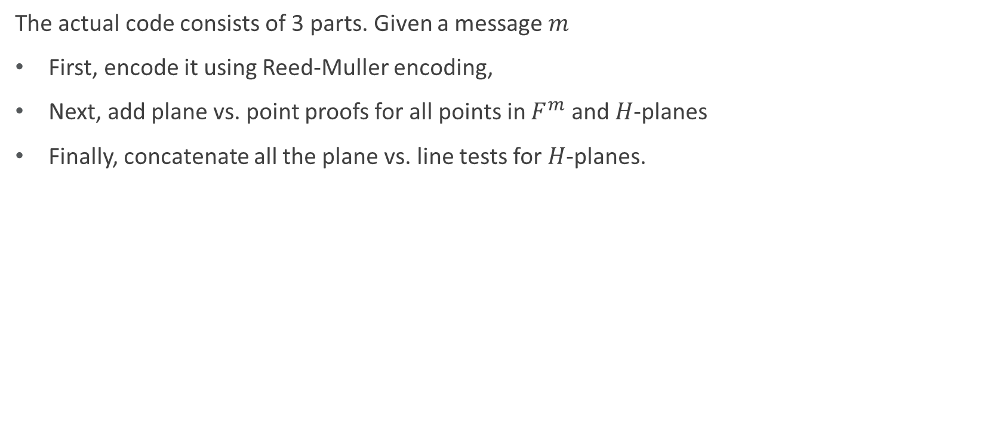 The actual code consists of 3 parts. Given a message m
• First, encode it using Reed-Muller encoding,
• Next, add plane vs. point proofs for all points in F^m and H-planes
• Finally, concatenate all the plane vs. line tests for H-planes.